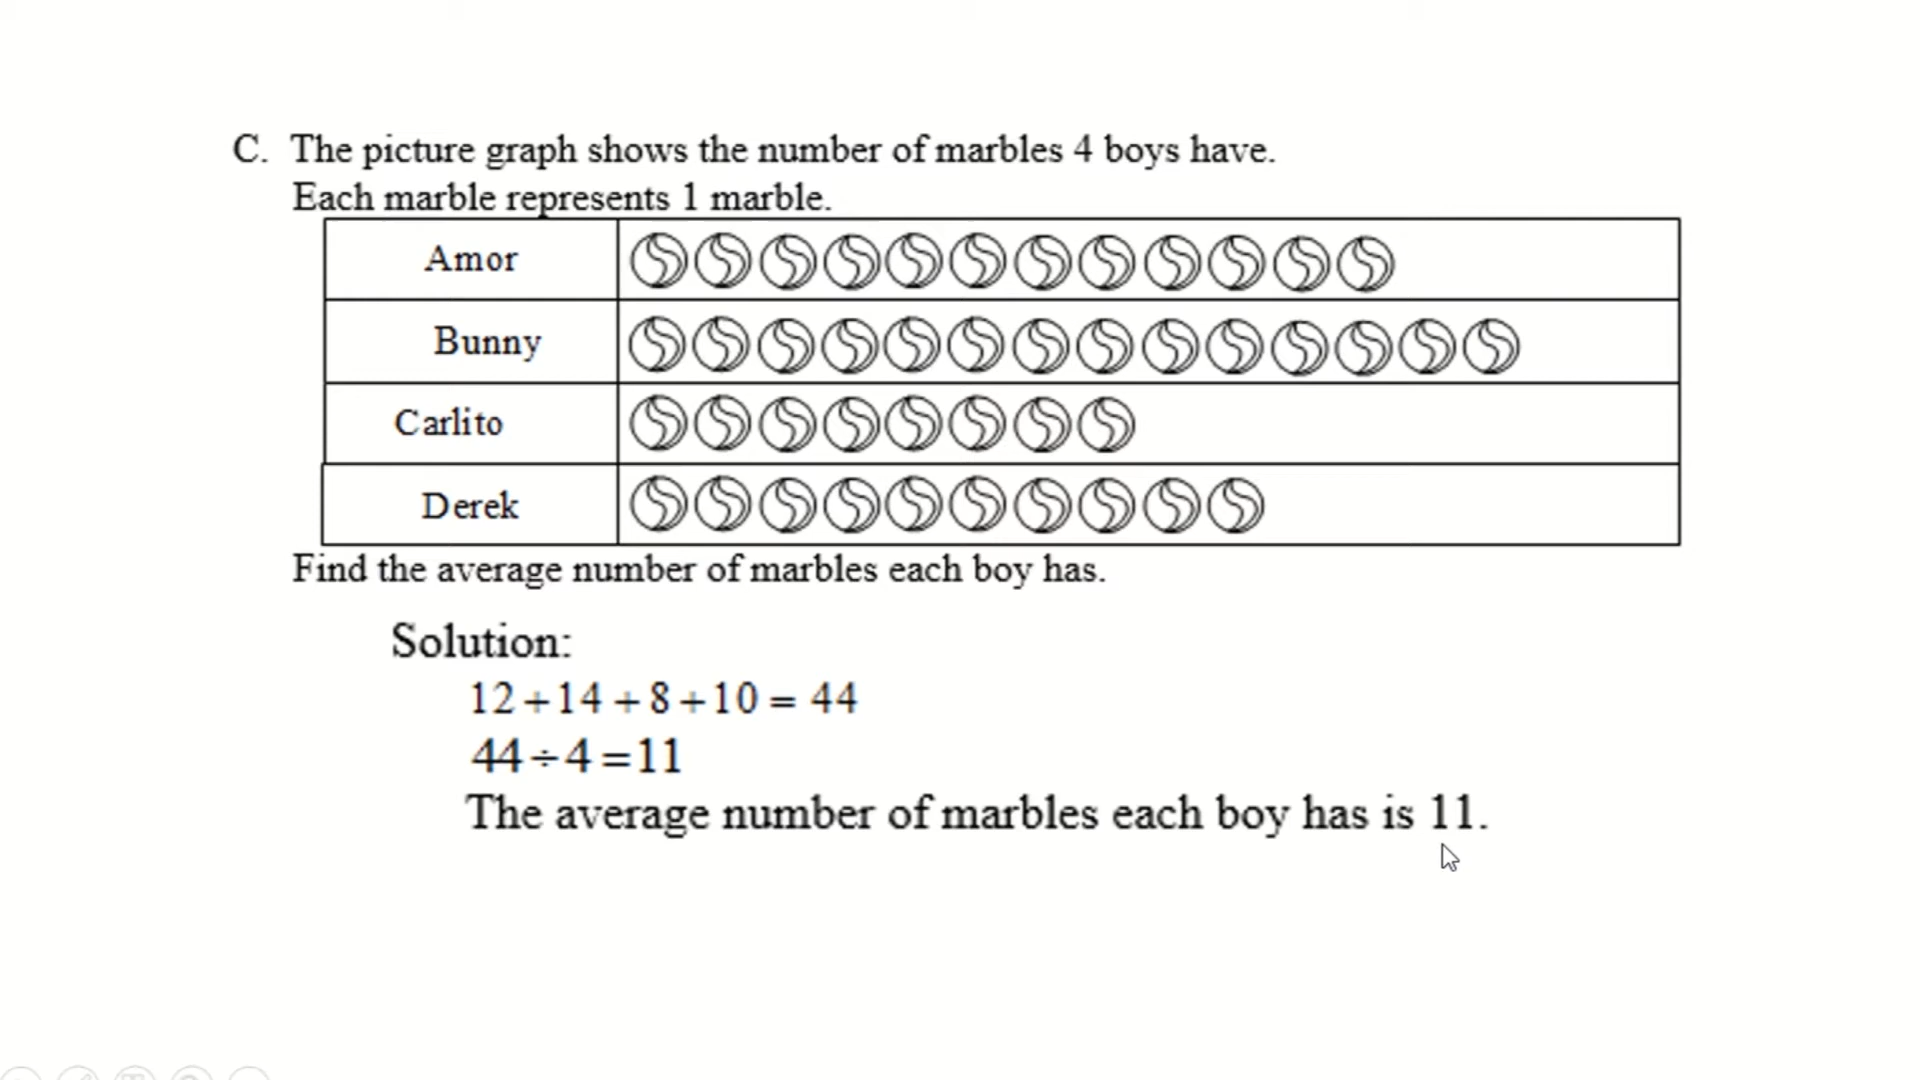 C. The picture graph shows the number of marbles 4 boys have.
Each marble represents 1 marble.
Amor
Bunny
Carlito
Derek
Find the average number of marbles each boy has.
Solution:
12+14+8+10= 44
44÷4=11
The average number of marbles each boy has is 11.